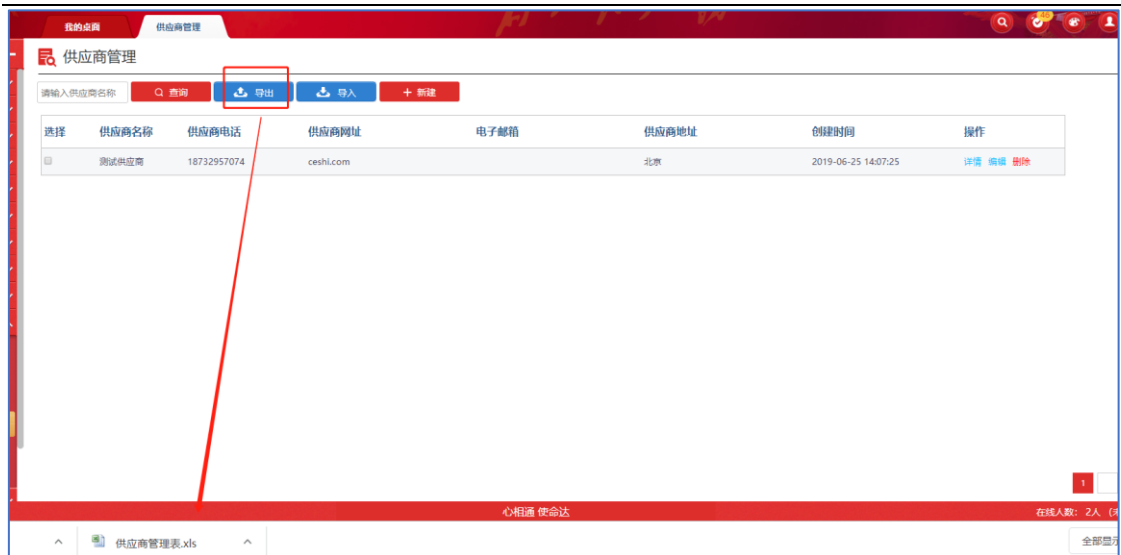 我的桌面 供应商管理 46
供应商管理
请输入供应商名称 查询 导出 导入 + 新建
选择 供应商名称 供应商电话 供应商网址 电子邮箱 供应商地址 创建时间 操作
测试供应商 18732957074 ceshi.com 北京 2019-06-25 14:07:25 详情 编辑 删除
1
心相通 使命达 在线人数: 2人
供应商管理表.xls 全部显示